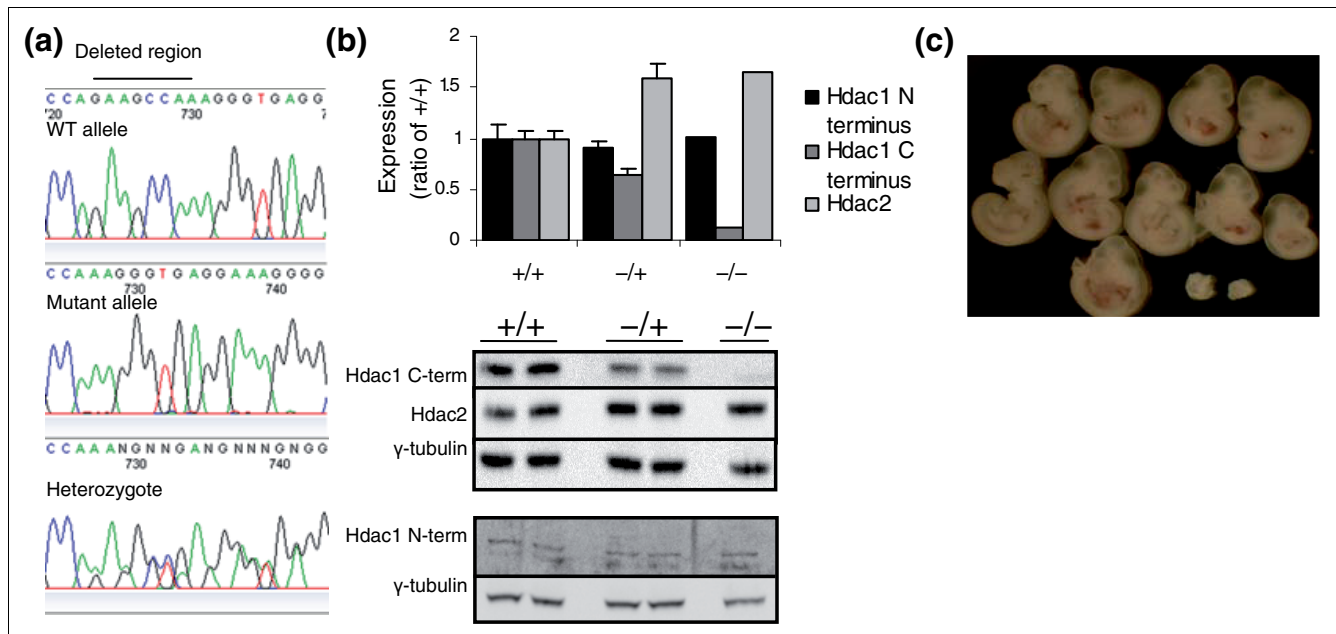 (a)
Deleted region
C C A G A A G C C A A A G G G T G A G G
730
WT allele
C C A A A G G G T G A G G A A A G G G G
730 740
Mutant allele
C C A A A N G N N G A N G N N N G N G G
730 740
Heterozygote
(b)
2
1.5
1
0.5
0
Expression
(ratio of +/+)
+/+ −/+ −/−
Hdac1 N
terminus
Hdac1 C
terminus
Hdac2
+/+ −/+ −/−
Hdac1 C-term
Hdac2
γ-tubulin
Hdac1 N-term
γ-tubulin
(c)